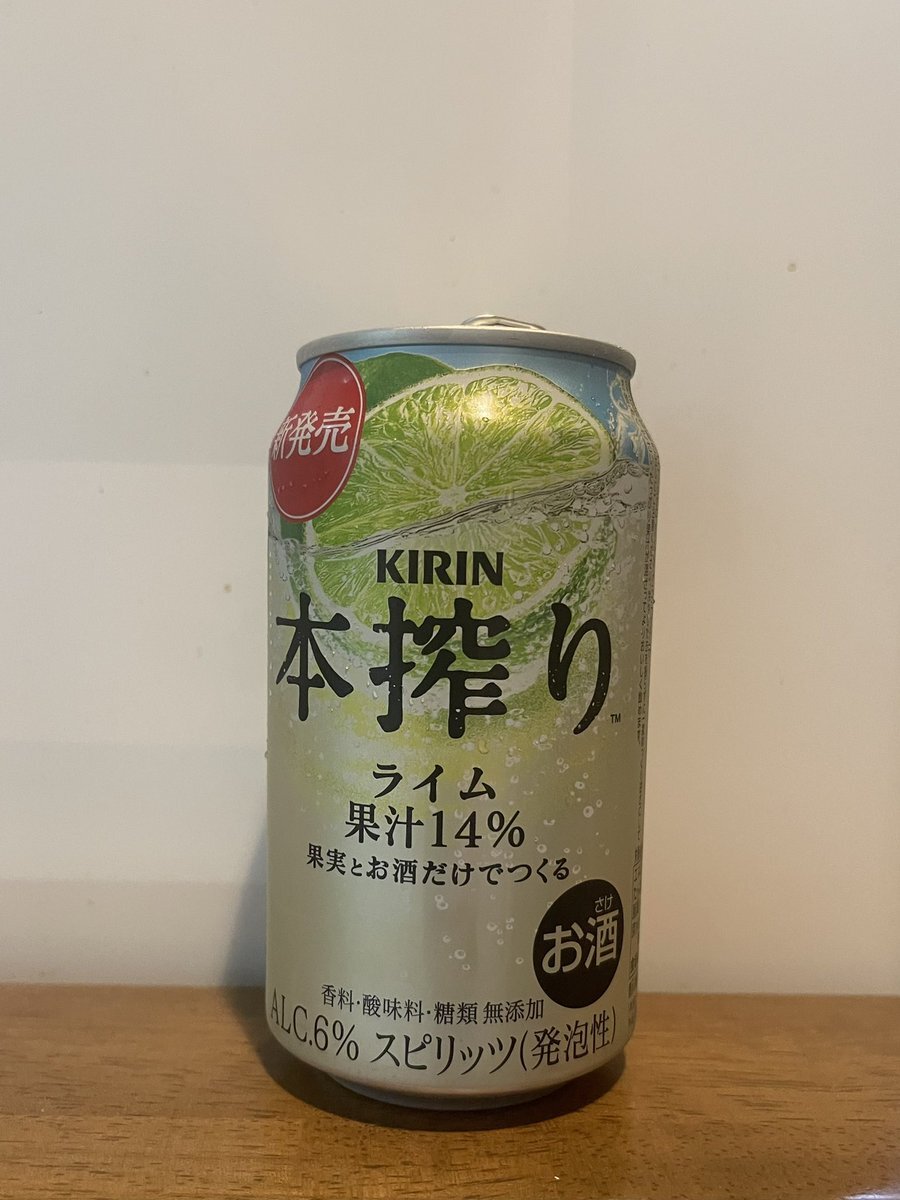 新発売
KIRIN
本搾り
TM
ライム
果汁14%
果実とお酒だけでつくる
さけ
お酒
香料・酸味料・糖類 無添加
ALC.6% スピリッツ(発泡性)